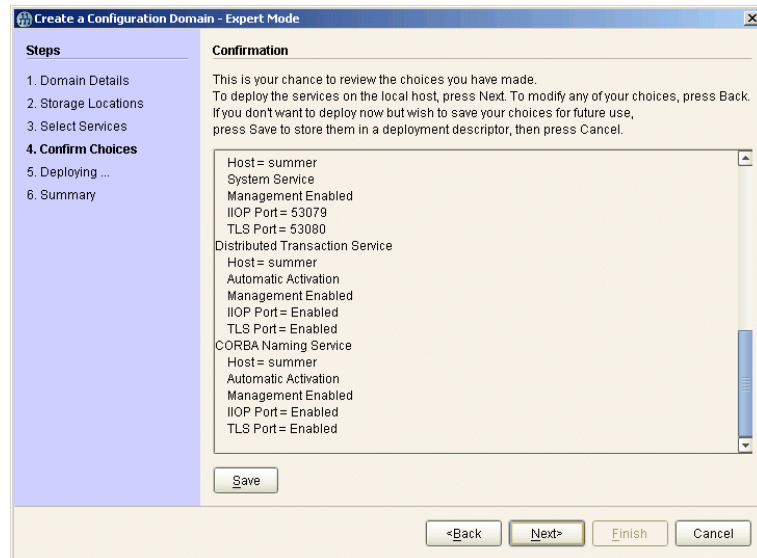 Create a Configuration Domain - Expert Mode
Steps
1. Domain Details
2. Storage Locations
3. Select Services
4. Confirm Choices
5. Deploying ...
6. Summary
Confirmation
This is your chance to review the choices you have made.
To deploy the services on the local host, press Next. To modify any of your choices, press Back.
If you don't want to deploy now but wish to save your choices for future use,
press Save to store them in a deployment descriptor, then press Cancel.
Host = summer
System Service
Management Enabled
IIOP Port = 53079
TLS Port = 53080
Distributed Transaction Service
Host = summer
Automatic Activation
Management Enabled
IIOP Port = Enabled
TLS Port = Enabled
CORBA Naming Service
Host = summer
Automatic Activation
Management Enabled
IIOP Port = Enabled
TLS Port = Enabled
Save
<Back Next> Finish Cancel